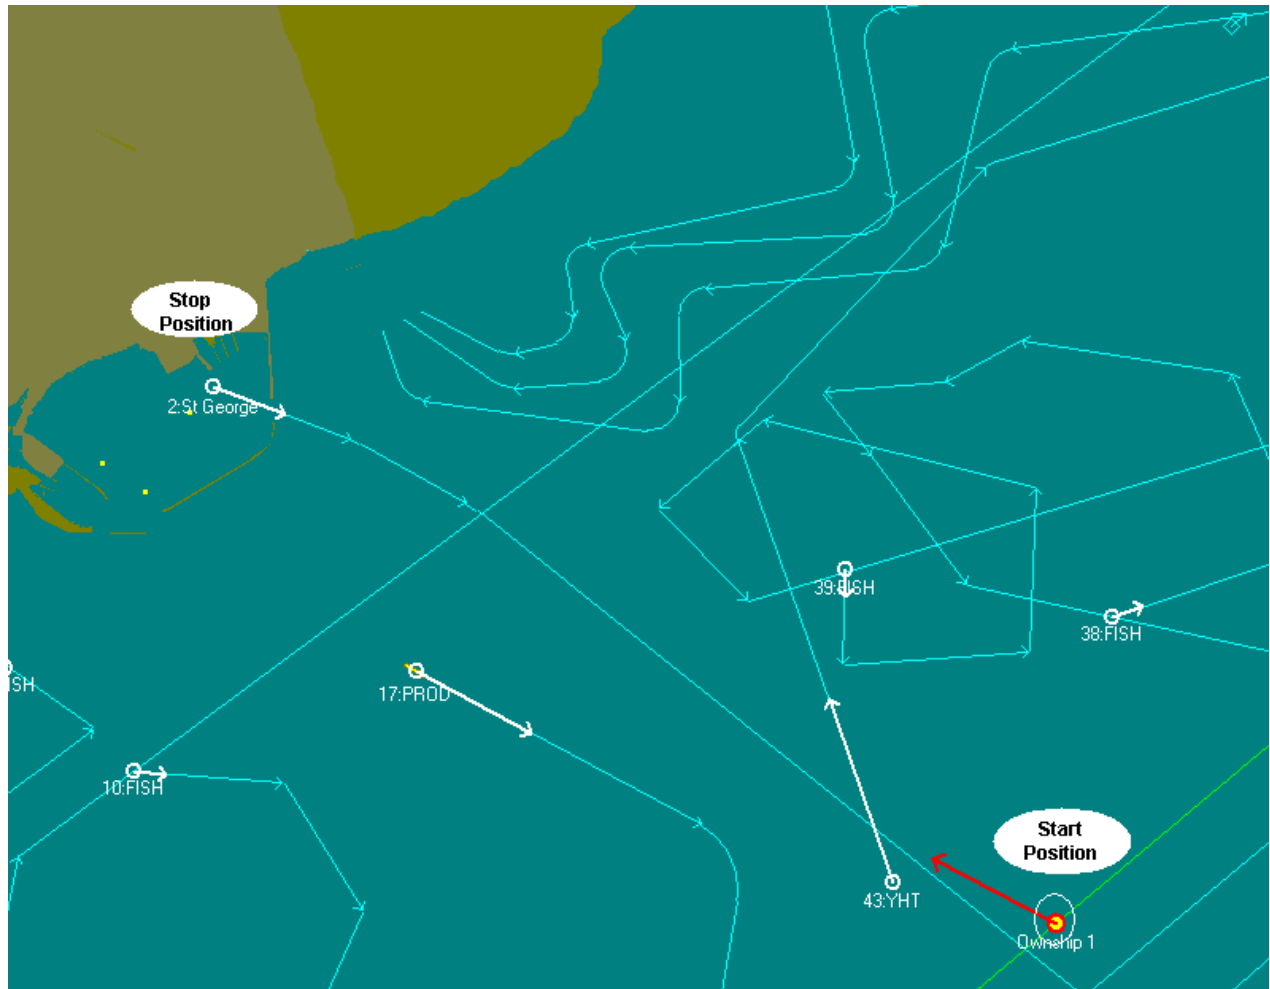 Stop
Position
2:St George
39:FISH
38:FISH
ISH
17:PROD
10:FISH
Start
Position
43:YHT
Ownship 1